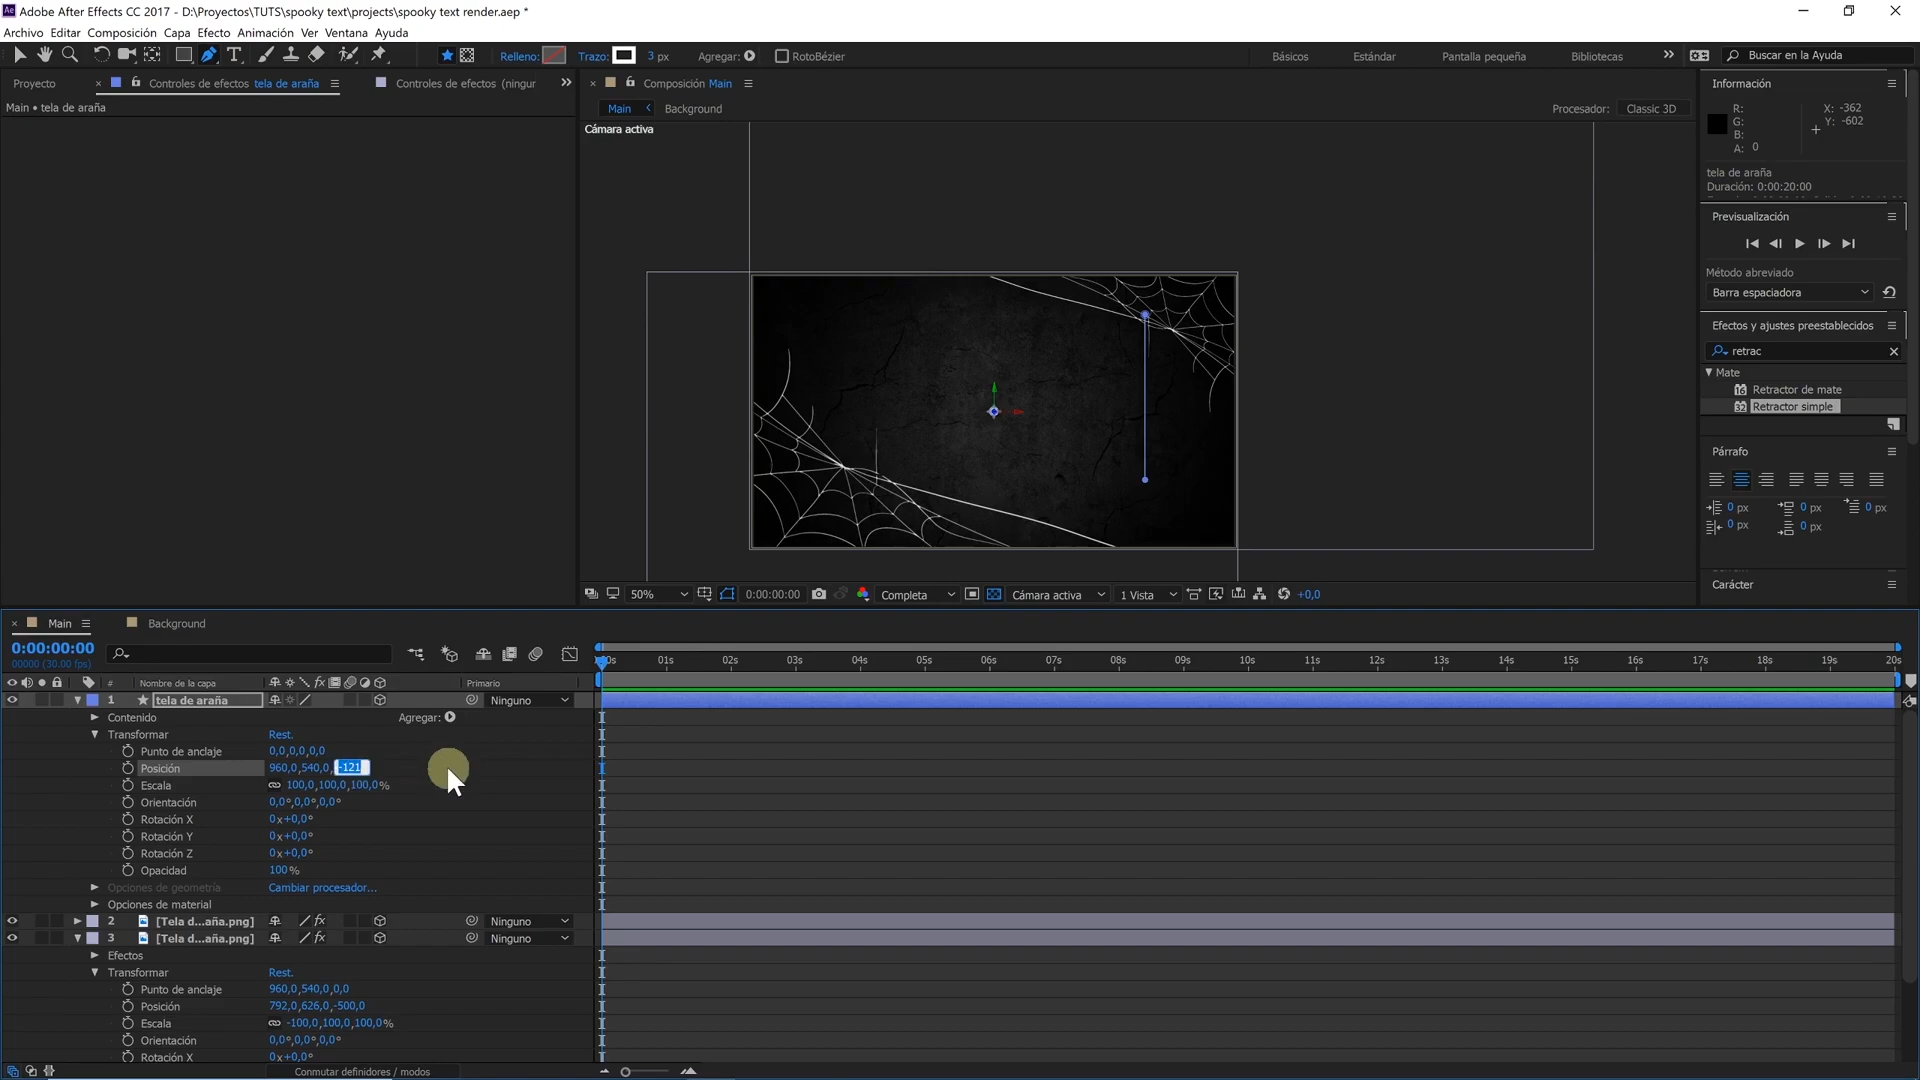 Adobe After Effects CC 2017 - D:\Proyectos\TUTS\spooky text\projects\spooky text render.aep *
Archivo Editar Composición Capa Efecto Animación Ver Ventana Ayuda
Relleno: Trazo: 3 px Agregar: RotoBézier Básicos Estándar Pantalla pequeña Bibliotecas Buscar en la Ayuda
Proyecto Controles de efectos tela de araña Controles de efectos (ningur Composición Main Información
Main • tela de araña
Main Background Procesador: Classic 3D
Cámara activa
R: X: -362
G: Y: -602
B:
A: 0
tela de araña
Duración: 0:00:20:00
Previsualización
Método abreviado
Barra espaciadora
Efectos y ajustes preestablecidos
retrac
Mate
16 Retractor de mate
32 Retractor simple
Párrafo
0 px 0 px 0 px
0 px 0 px
Carácter
50% 0:00:00:00 Completa Cámara activa 1 Vista +0,0
Main Background
0:00:00:00
00000 (30.00 fps)
00s 01s 02s 03s 04s 05s 06s 07s 08s 09s 10s 11s 12s 13s 14s 15s 16s 17s 18s 19s 20s
# Nombre de la capa fx Primario
1 tela de araña Ninguno
Contenido Agregar:
Transformar Rest.
Punto de anclaje 0,0,0,0,0,0
Posición 960,0,540,0, -121
Escala 100,0,100,0,100,0%
Orientación 0,0°,0,0°,0,0°
Rotación X 0x+0,0°
Rotación Y 0x+0,0°
Rotación Z 0x+0,0°
Opacidad 100%
Opciones de geometría Cambiar procesador...
Opciones de material
2 [Tela d...aña.png] fx Ninguno
3 [Tela d...aña.png] fx Ninguno
Efectos
Transformar Rest.
Punto de anclaje 960,0,540,0,0,0
Posición 792,0,626,0,-500,0
Escala -100,0,100,0,100,0%
Orientación 0,0°,0,0°,0,0°
Rotación X 0x+0,0°
Conmutar definidores / modos